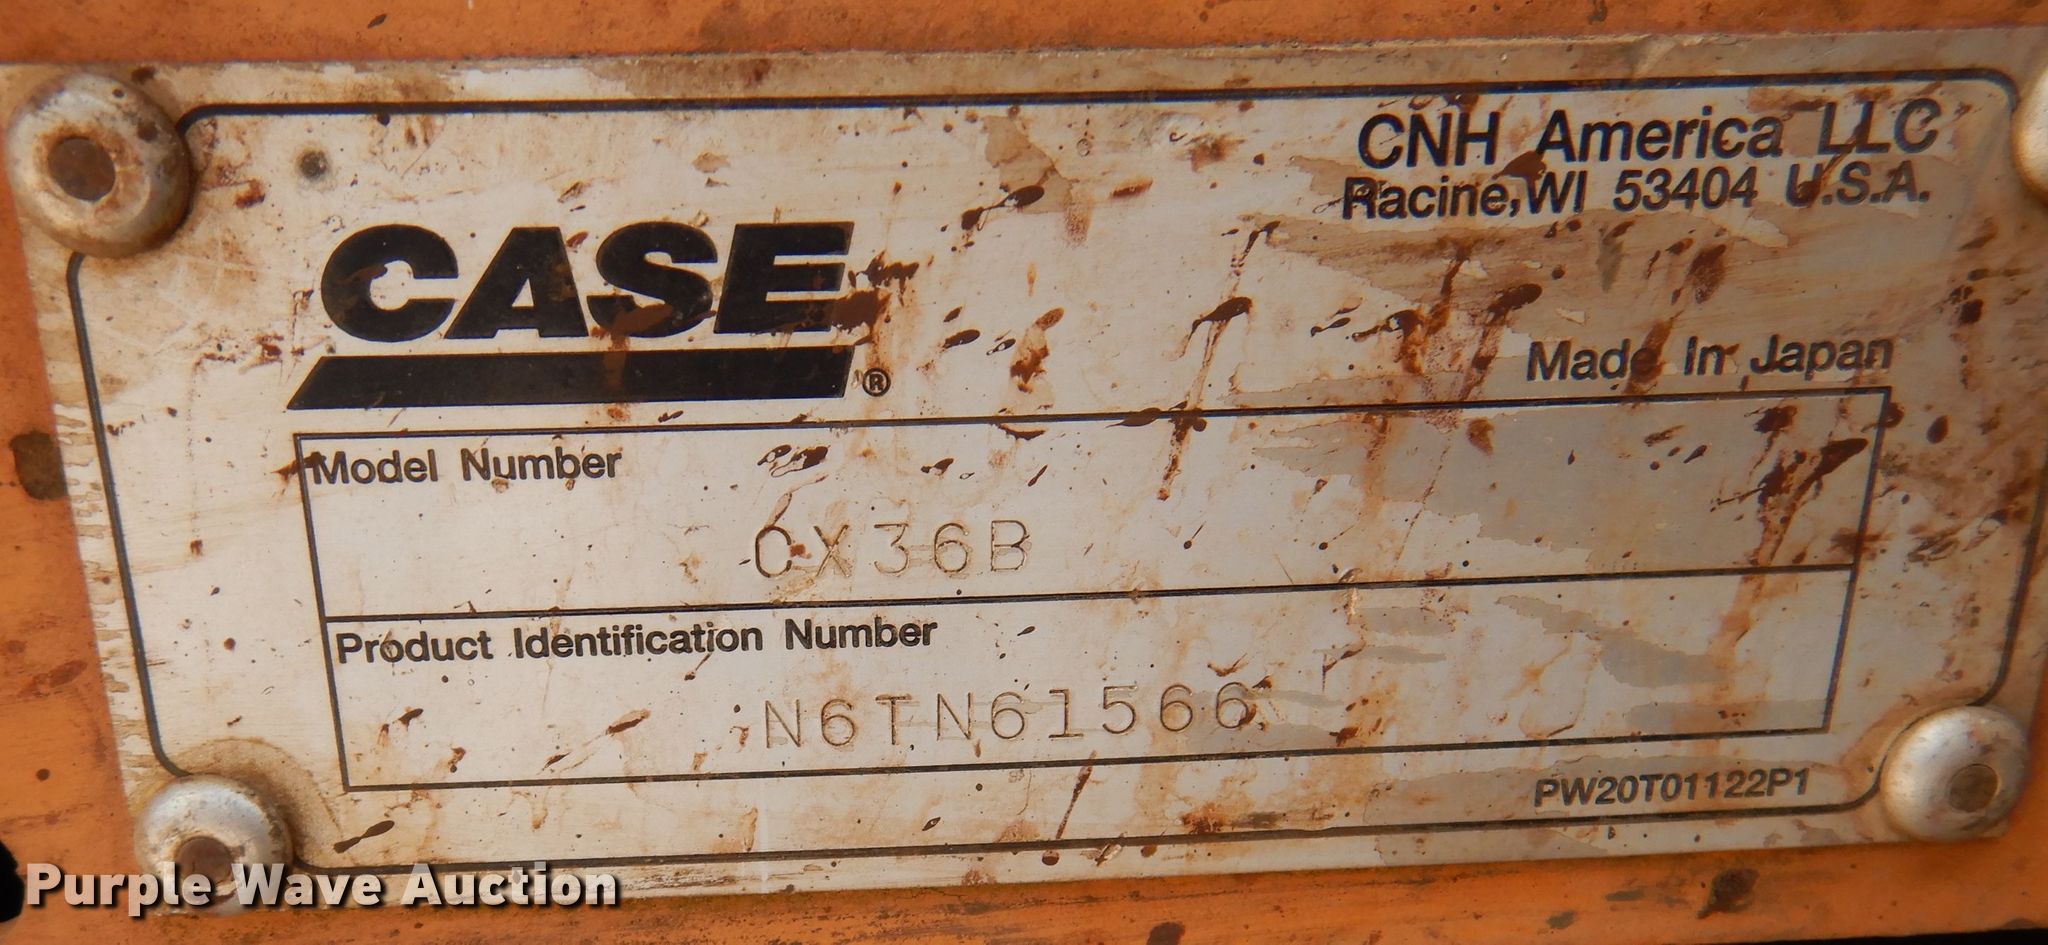 CNH America LLC
Racine, WI 53404 U.S.A.
CASE®
Made In Japan
Model Number
CX36B
Product Identification Number
N6TN61566
PW20T01122P1
Purple Wave Auction